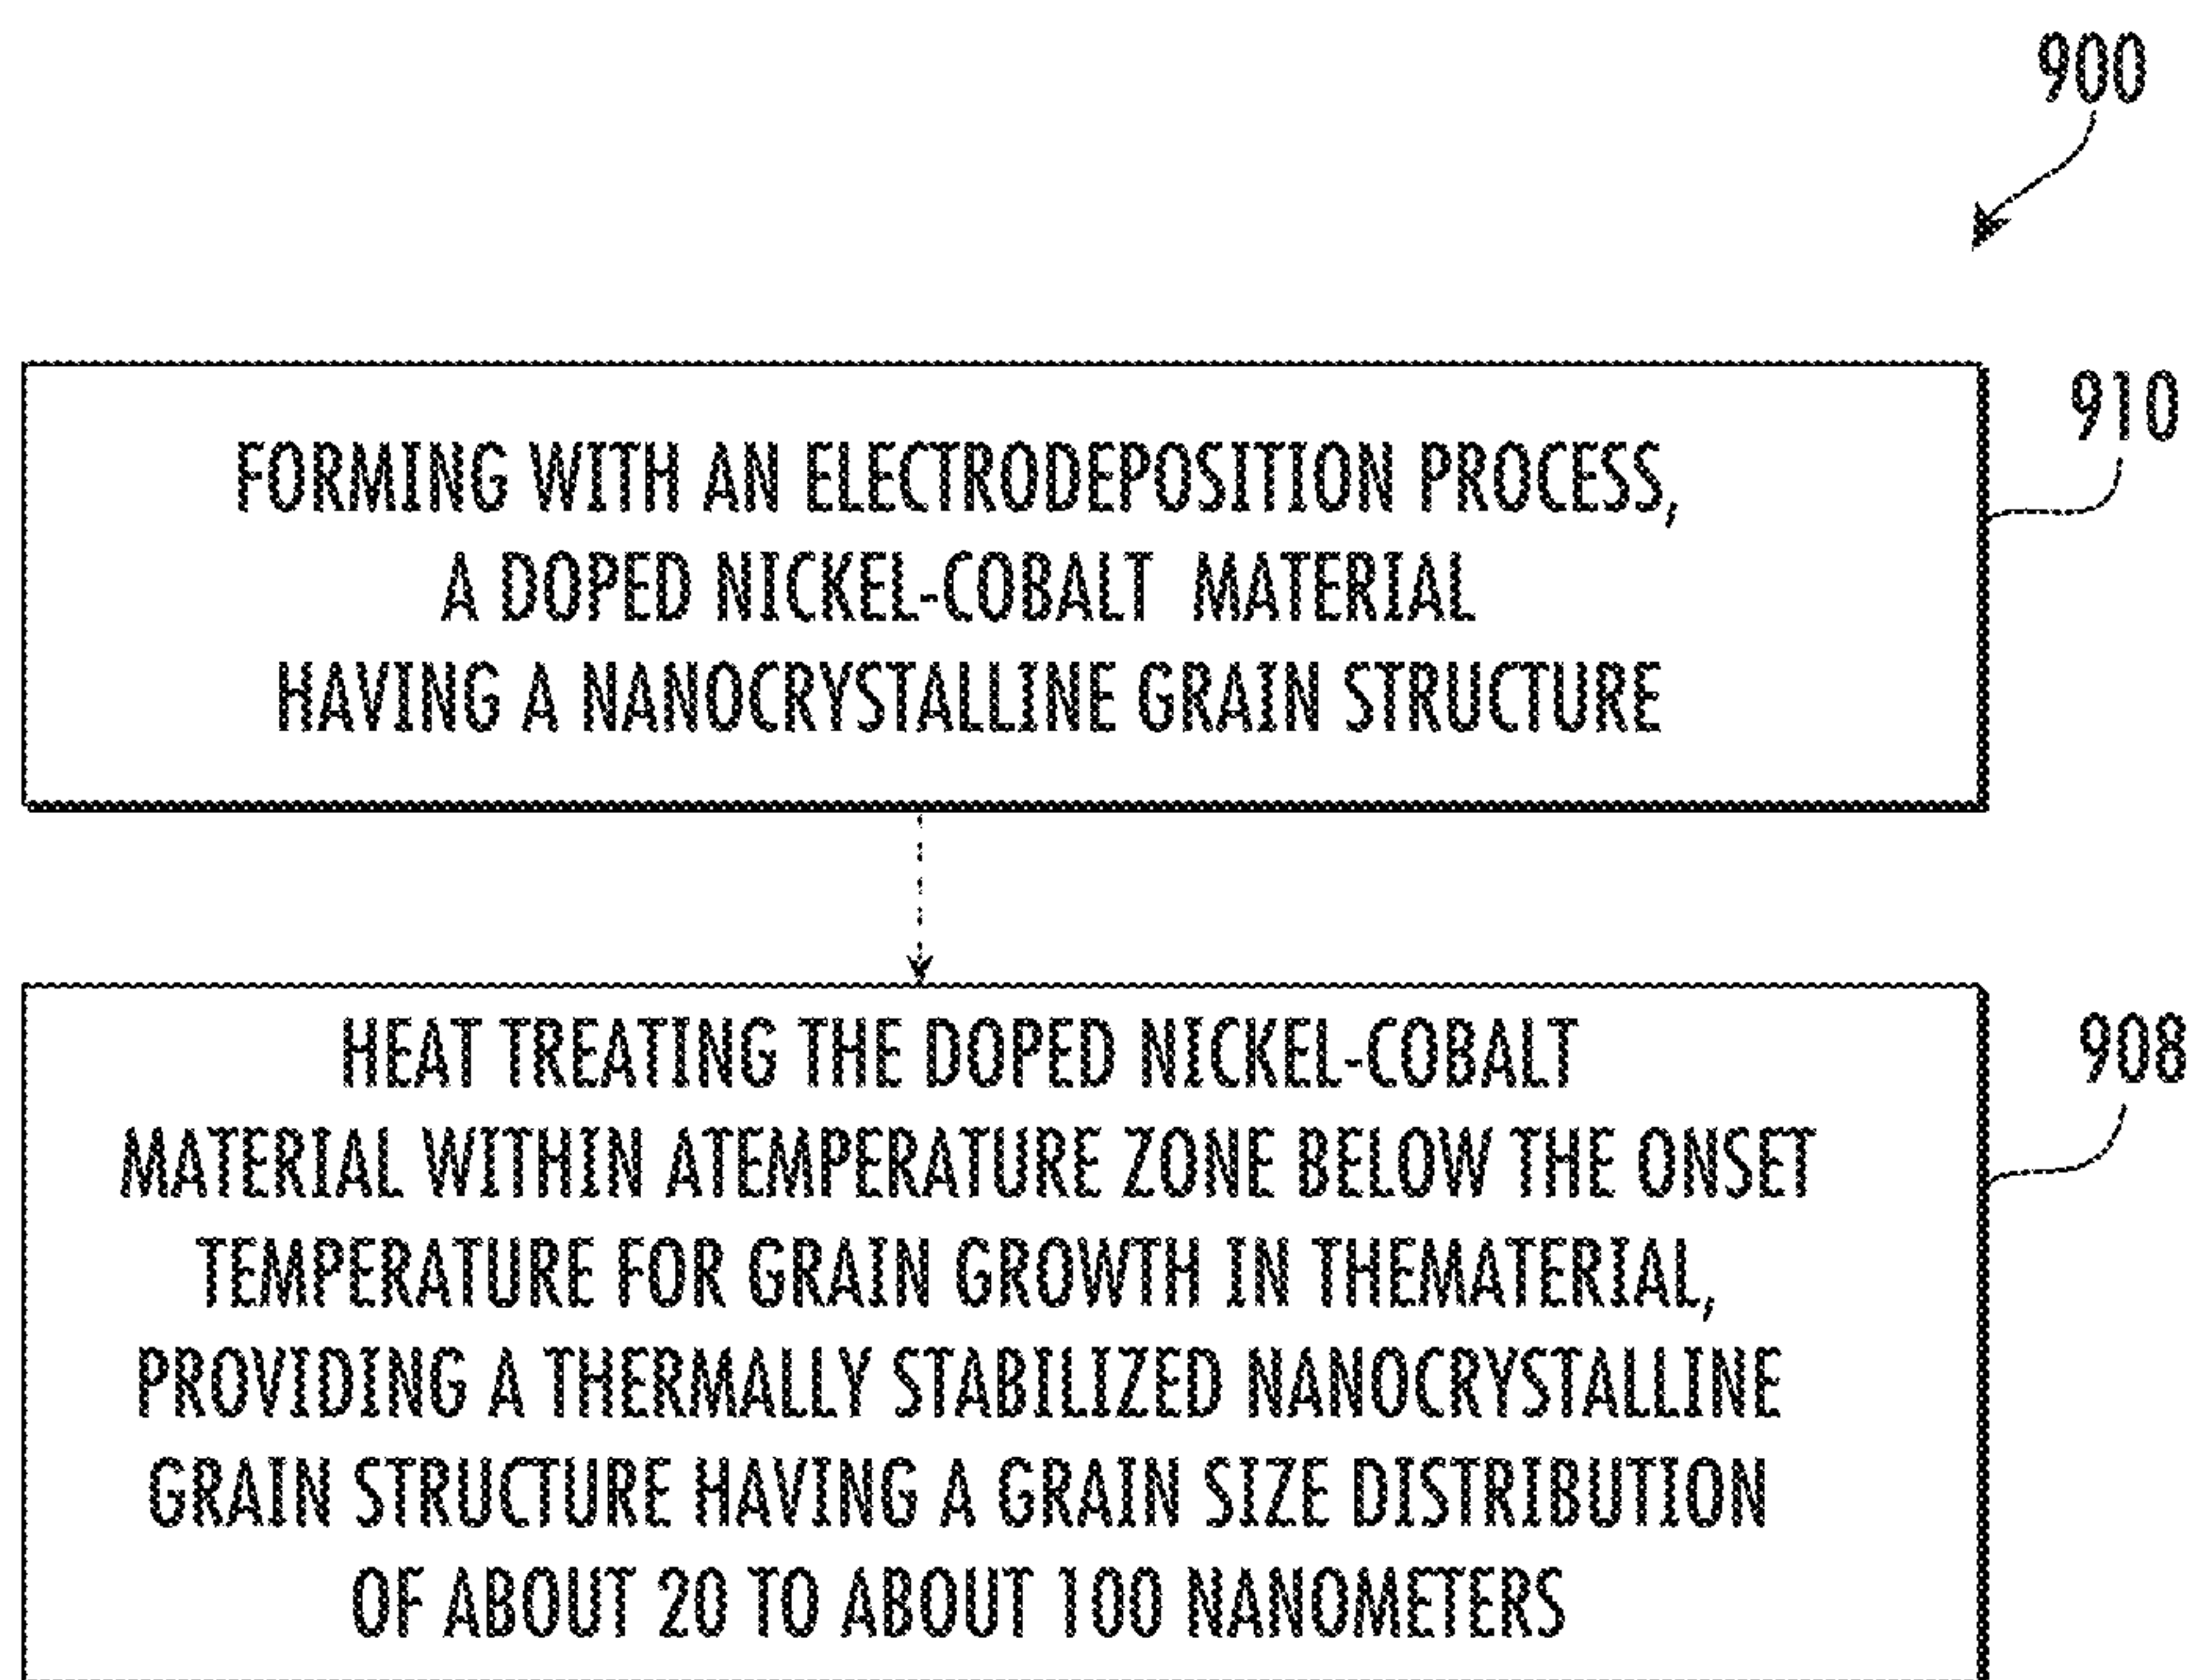 900
910
FORMING WITH AN ELECTRODEPOSITION PROCESS,
A DOPED NICKEL-COBALT MATERIAL
HAVING A NANOCRYSTALLINE GRAIN STRUCTURE
908
HEAT TREATING THE DOPED NICKEL-COBALT
MATERIAL WITHIN ATEMPERATURE ZONE BELOW THE ONSET
TEMPERATURE FOR GRAIN GROWTH IN THEMATERIAL,
PROVIDING A THERMALLY STABILIZED NANOCRYSTALLINE
GRAIN STRUCTURE HAVING A GRAIN SIZE DISTRIBUTION
OF ABOUT 20 TO ABOUT 100 NANOMETERS